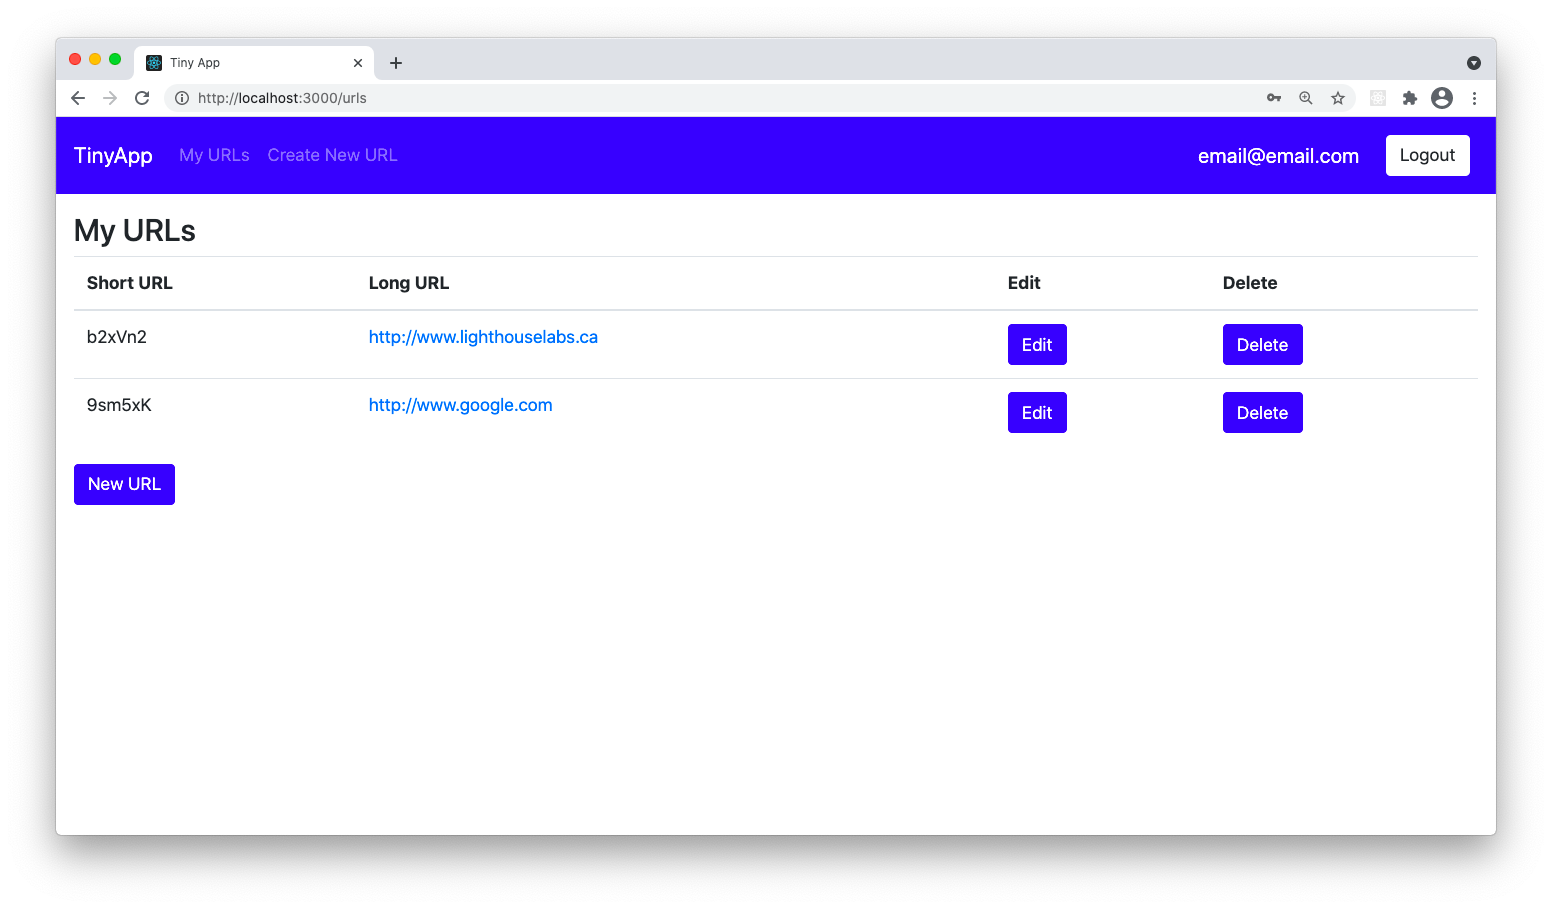 Tiny App
http://localhost:3000/urls
TinyApp My URLs Create New URL email@email.com Logout
My URLs
Short URL Long URL Edit Delete
b2xVn2 http://www.lighthouselabs.ca Edit Delete
9sm5xK http://www.google.com Edit Delete
New URL